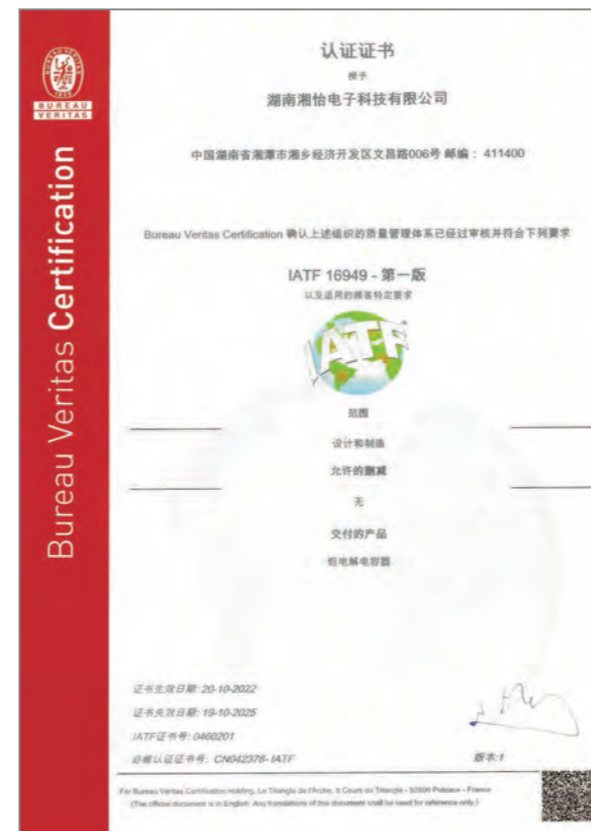 BUREAU VERITAS
BUREAU
VERITAS
Bureau Veritas Certification
认证证书
授予
湖南湘怡电子科技有限公司
中国湖南省湘潭市湘乡经济开发区文昌路006号 邮编： 411400
Bureau Veritas Certification 确认上述组织的质量管理体系已经过审核并符合下列要求
IATF 16949 - 第一版
以及适用的顾客特定要求
IATF
范围
设计和制造
允许的删减
无
交付的产品
钽电解电容器
证书生效日期: 20-10-2022
证书失效日期: 19-10-2025
IATF证书号: 0460201
必维认证证书号: CN042376- IATF
版本:1
For Bureau Veritas Certification Holding, Le Triangle de l'Arche, 8 Cours du Triangle - 92800 Puteaux - France
(The official document is in English. Any translations of this document shall be used for reference only.)